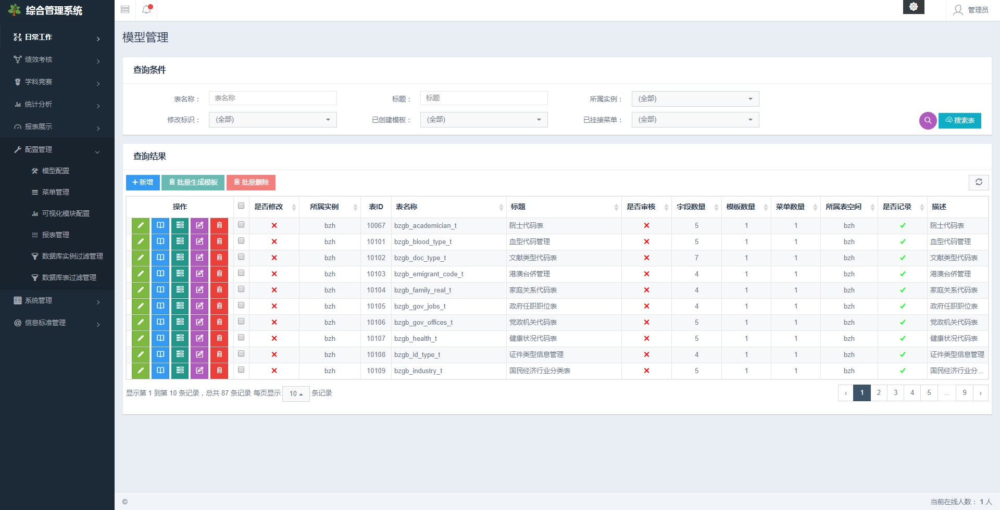 综合管理系统
管理员
日常工作
绩效考核
学科竞赛
统计分析
报表展示
配置管理
模型配置
菜单管理
可视化模块配置
报表管理
数据库实例过滤管理
数据库表过滤管理
系统管理
@ 信息标准管理
模型管理
查询条件
表名称： 表名称 标题： 标题 所属实例： (全部)
修改标识： (全部) 已创建模板： (全部) 已挂接菜单： (全部) 搜索表
查询结果
+ 新增 批量生成模板 批量删除
操作 是否修改 所属实例 表ID 表名称 标题 是否审核 字段数量 模板数量 菜单数量 所属表空间 是否记录 描述
bzh 10067 bzgb_academician_t 院士代码表 5 1 1 bzh 院士代码表
bzh 10101 bzgb_blood_type_t 血型代码管理 5 1 1 bzh 血型代码管理
bzh 10102 bzgb_doc_type_t 文献类型代码表 7 1 1 bzh 文献类型代码表
bzh 10103 bzgb_emigrant_code_t 港澳台侨管理 4 1 1 bzh 港澳台侨管理
bzh 10104 bzgb_family_real_t 家庭关系代码表 4 1 1 bzh 家庭关系代码表
bzh 10105 bzgb_gov_jobs_t 政府任职职位表 4 1 1 bzh 政府任职职位表
bzh 10106 bzgb_gov_offices_t 党政机关代码表 5 1 1 bzh 党政机关代码表
bzh 10107 bzgb_health_t 健康状况代码表 5 1 1 bzh 健康状况代码表
bzh 10108 bzgb_id_type_t 证件类型信息管理 4 1 1 bzh 证件类型信息管理
bzh 10109 bzgb_industry_t 国民经济行业分类表 5 1 1 bzh 国民经济行业分...
显示第 1 到第 10 条记录，总共 87 条记录 每页显示 10 条记录
‹ 1 2 3 4 5 ... 9 ›
©
当前在线人数： 1 人